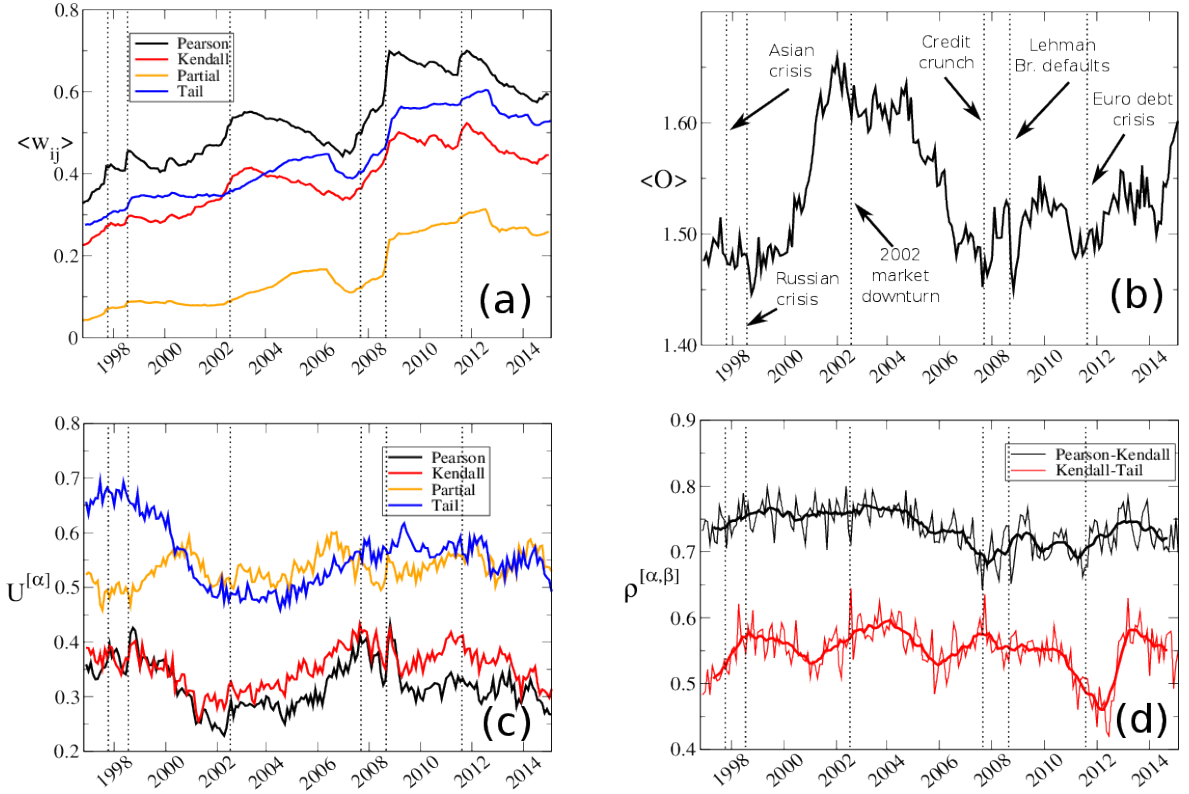 0.8
0.6
0.4
0.2
0
<w_ij>
Pearson
Kendall
Partial
Tail
(a)
1998
2000
2002
2004
2006
2008
2010
2012
2014
1.60
1.50
1.40
<O>
Asian
crisis
Credit
crunch
Lehman
Br. defaults
Euro debt
crisis
Russian
crisis
2002
market
downturn
(b)
1998
2000
2002
2004
2006
2008
2010
2012
2014
0.8
0.7
0.6
0.5
0.4
0.3
0.2
U^[α]
Pearson
Kendall
Partial
Tail
(c)
1998
2000
2002
2004
2006
2008
2010
2012
2014
0.9
0.8
0.7
0.6
0.5
0.4
ρ^[α,β]
Pearson-Kendall
Kendall-Tail
(d)
1998
2000
2002
2004
2006
2008
2010
2012
2014